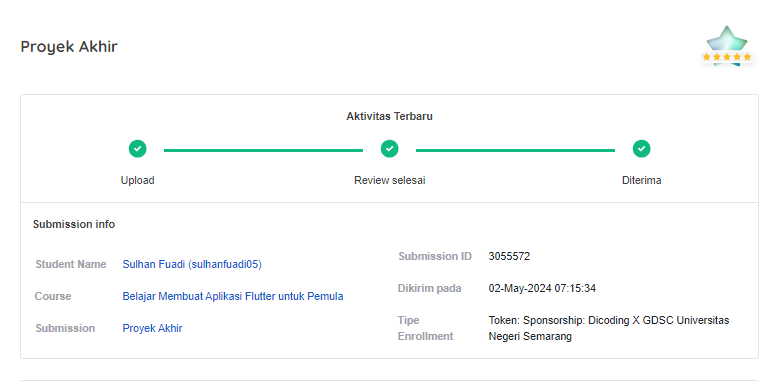 Proyek Akhir
Aktivitas Terbaru
Upload
Review selesai
Diterima
Submission info
Student Name
Sulhan Fuadi (sulhanfuadi05)
Course
Belajar Membuat Aplikasi Flutter untuk Pemula
Submission
Proyek Akhir
Submission ID
3055572
Dikirim pada
02-May-2024 07:15:34
Tipe
Enrollment
Token: Sponsorship: Dicoding X GDSC Universitas
Negeri Semarang